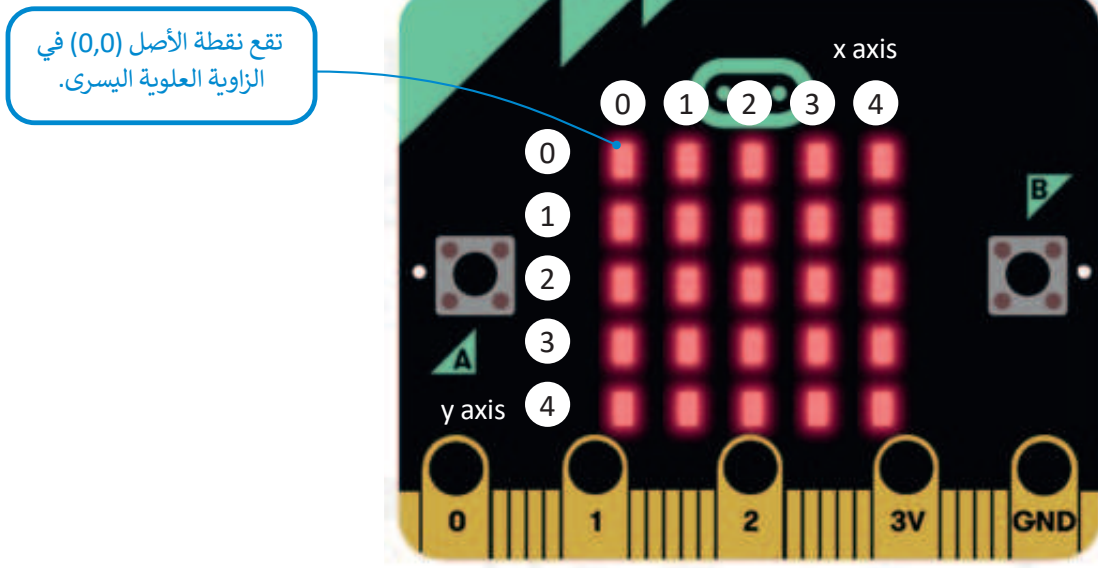 تقع نقطة الأصل (0,0) في
الزاوية العلوية اليسرى.
x axis
0 1 2 3 4
0
1
2
3
4
y axis
A
B
0 1 2 3V GND